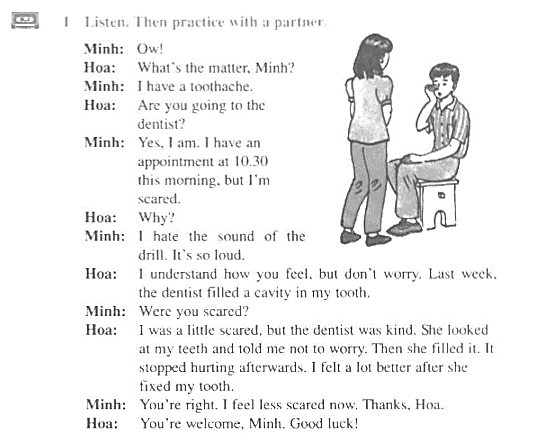 1 Listen. Then practice with a partner.
Minh: Ow!
Hoa: What's the matter, Minh?
Minh: I have a toothache.
Hoa: Are you going to the
dentist?
Minh: Yes, I am. I have an
appointment at 10.30
this morning, but I'm
scared.
Hoa: Why?
Minh: I hate the sound of the
drill. It's so loud.
Hoa: I understand how you feel, but don't worry. Last week,
the dentist filled a cavity in my tooth.
Minh: Were you scared?
Hoa: I was a little scared, but the dentist was kind. She looked
at my teeth and told me not to worry. Then she filled it. It
stopped hurting afterwards. I felt a lot better after she
fixed my tooth.
Minh: You're right. I feel less scared now. Thanks, Hoa.
Hoa: You're welcome, Minh. Good luck!